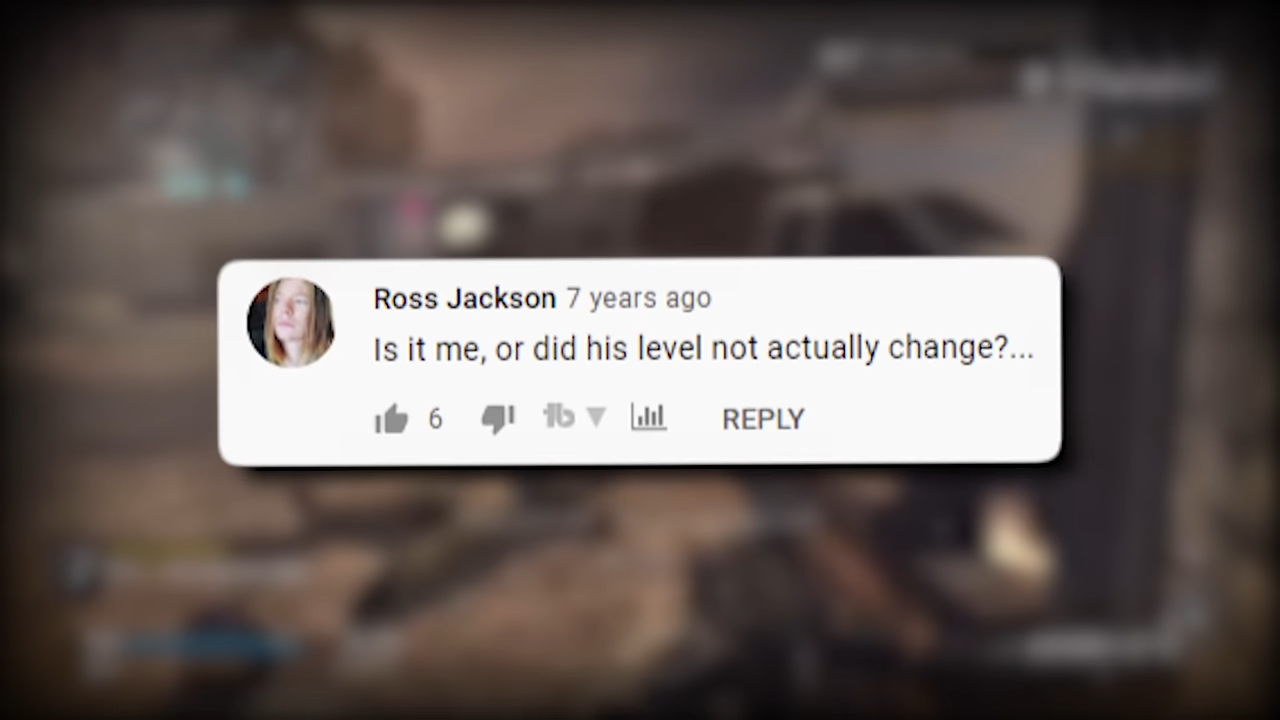 Ross Jackson 7 years ago
Is it me, or did his level not actually change?...
6 REPLY